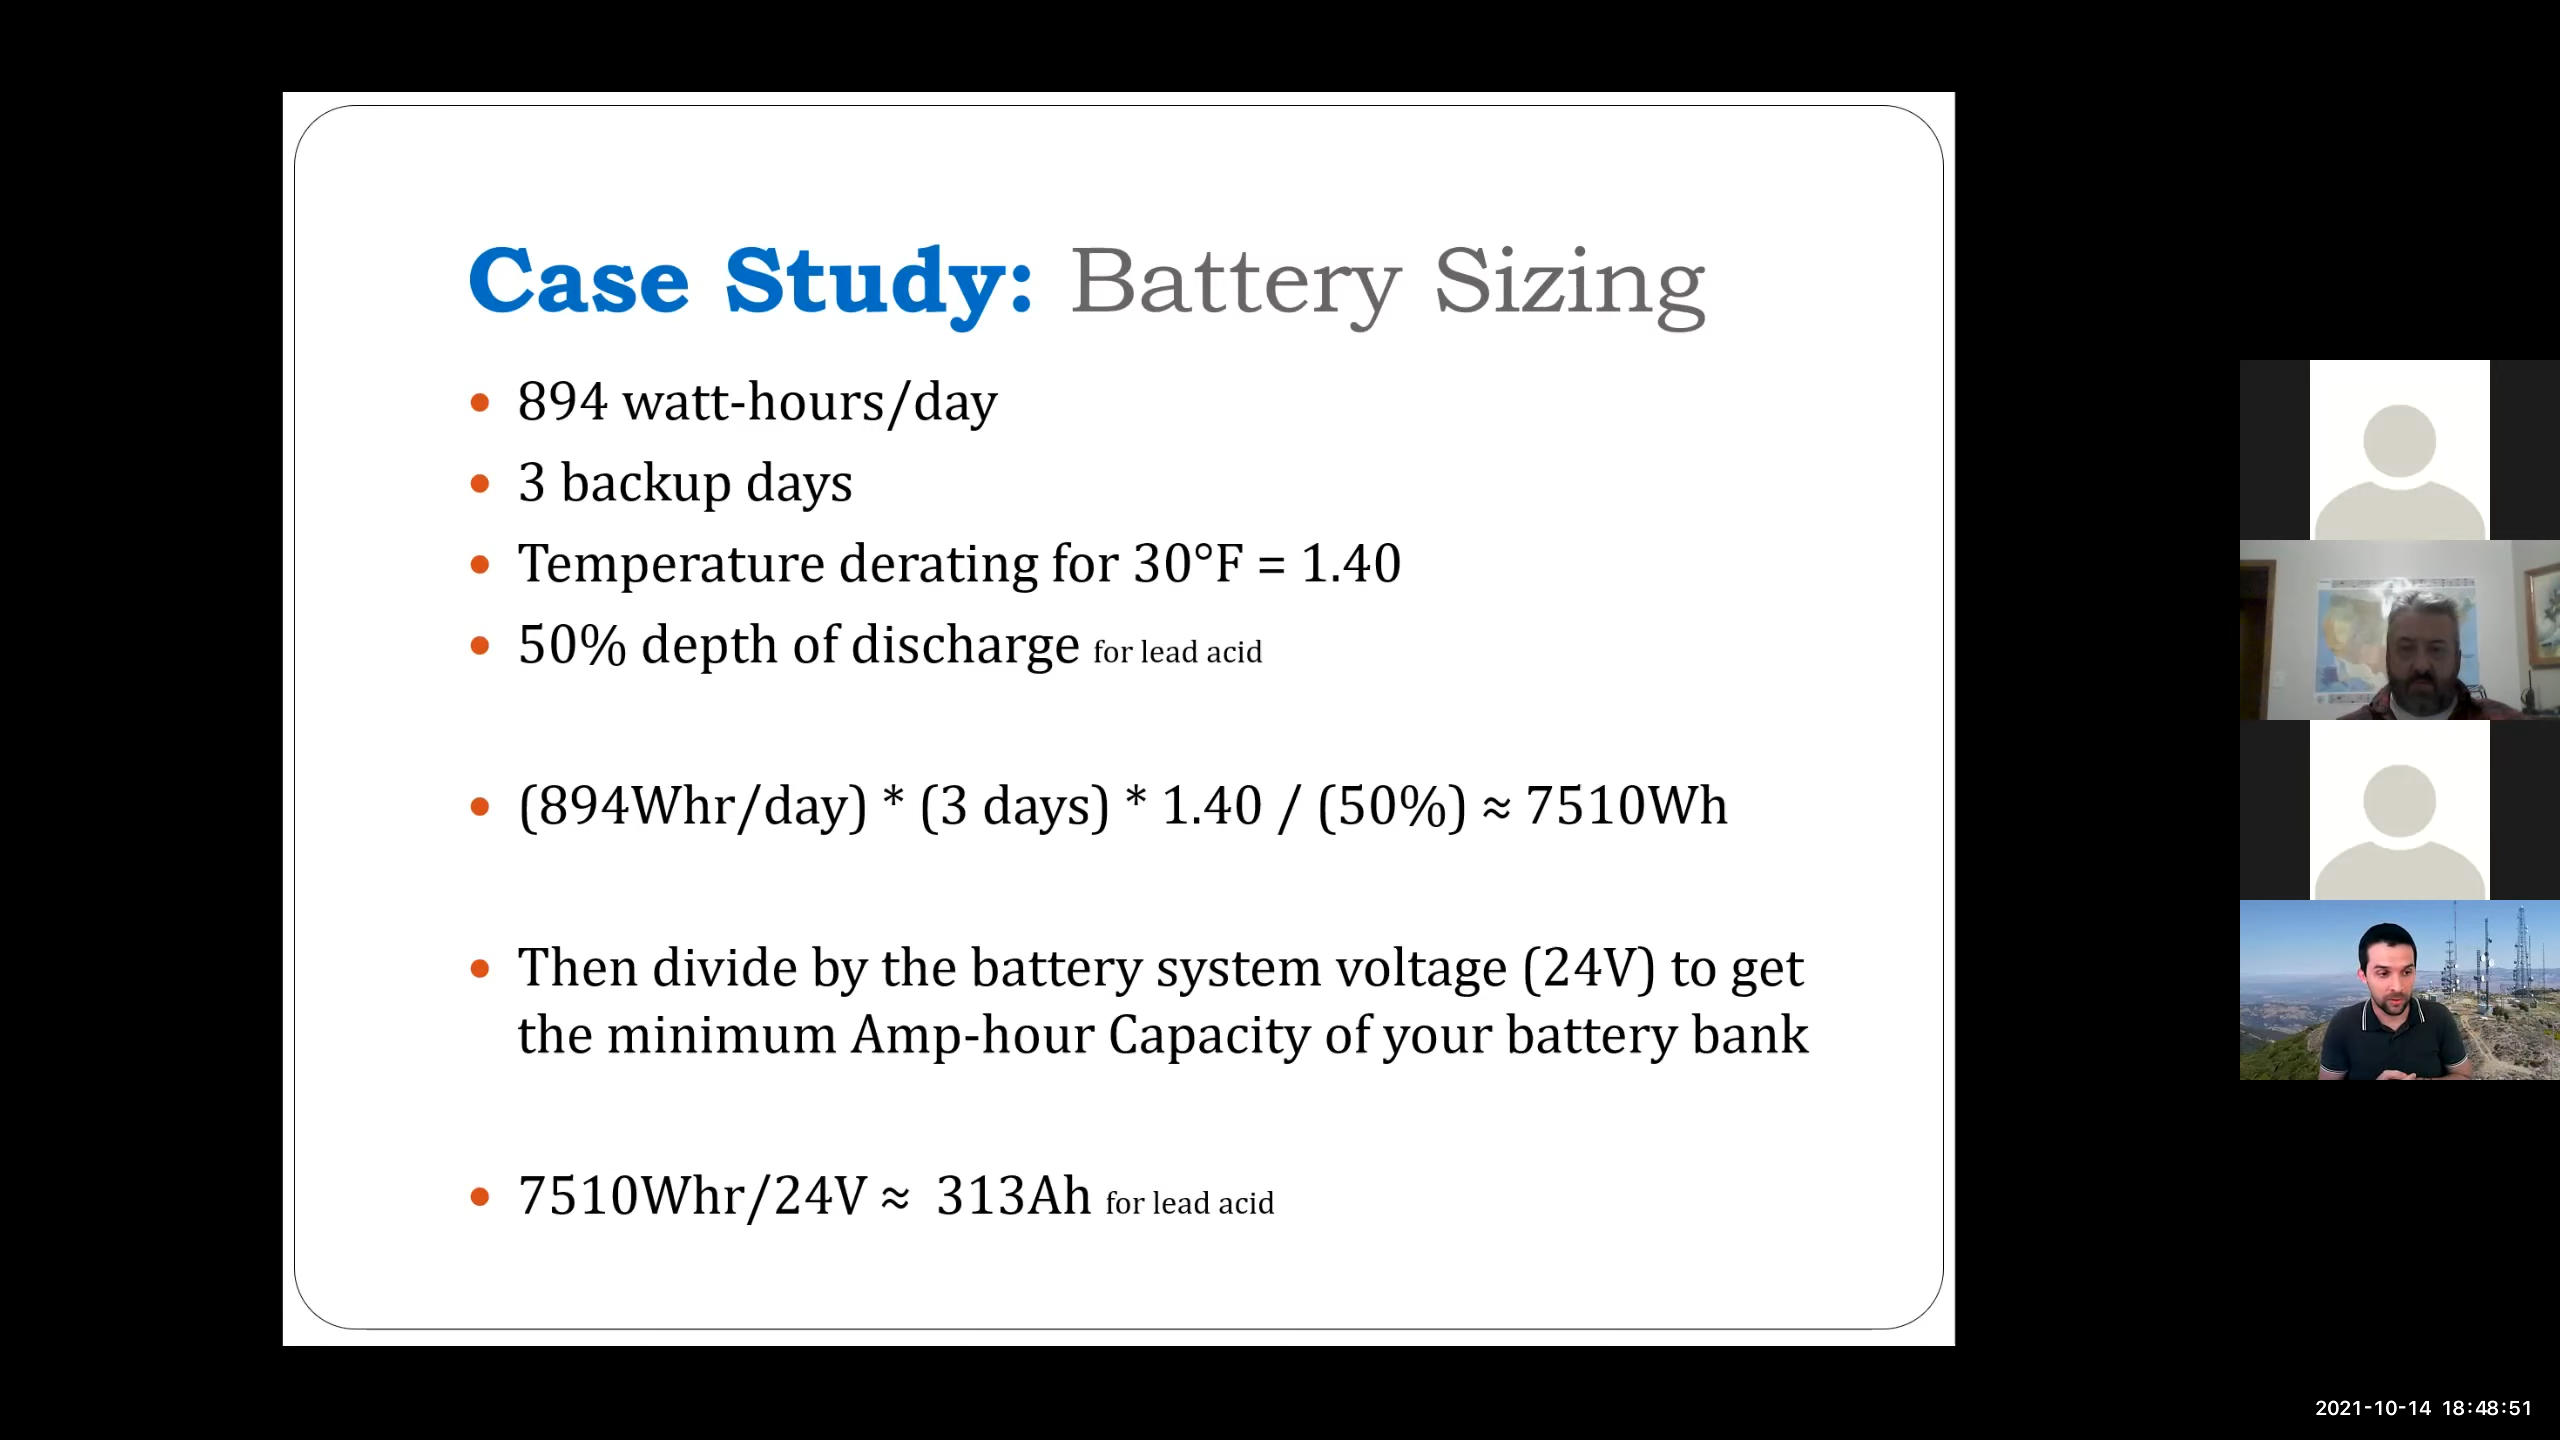 Case Study: Battery Sizing
• 894 watt-hours/day
• 3 backup days
• Temperature derating for 30°F = 1.40
• 50% depth of discharge for lead acid
• (894Whr/day) * (3 days) * 1.40 / (50%) ≈ 7510Wh
• Then divide by the battery system voltage (24V) to get
the minimum Amp-hour Capacity of your battery bank
• 7510Whr/24V ≈ 313Ah for lead acid
2021-10-14 18:48:51